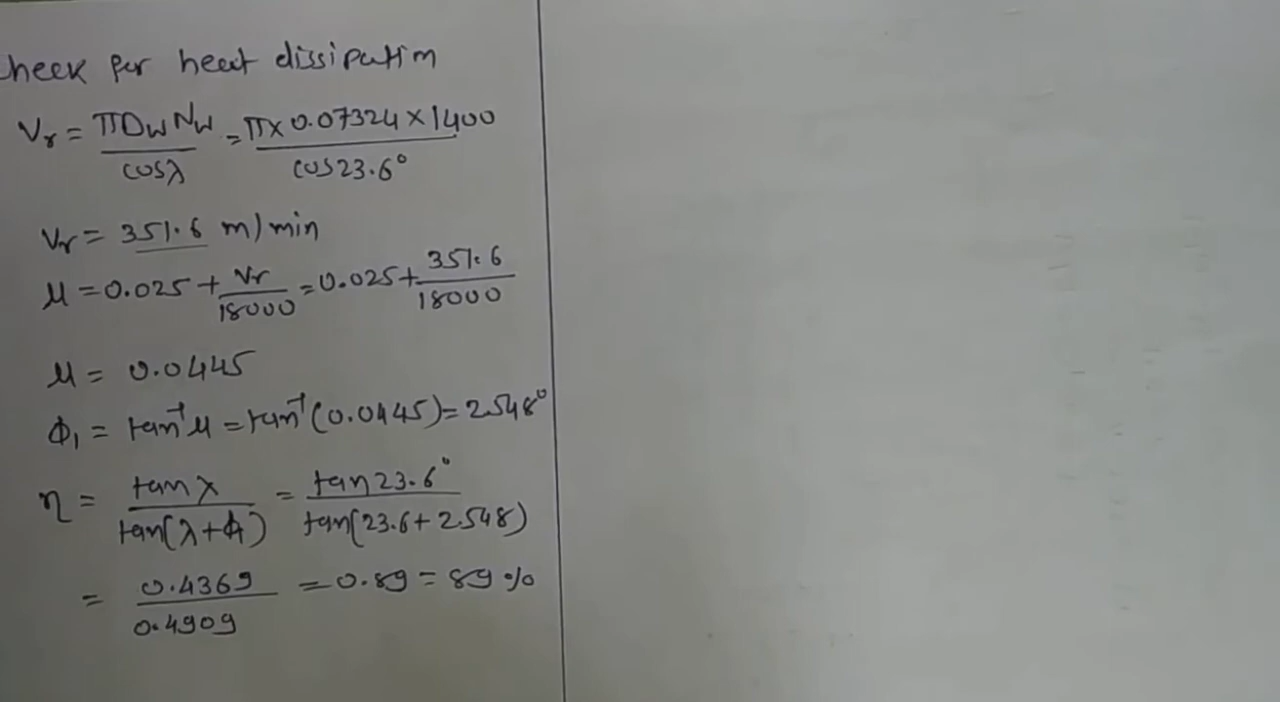 heck for heat dissipation
Vr = πDwNw / cosλ = π × 0.07324 × 1400 / cos23.6°
Vr = 351.6 m/min
μ = 0.025 + Vr / 18000 = 0.025 + 351.6 / 18000
μ = 0.0445
ϕ₁ = tan⁻¹μ = tan⁻¹(0.0445) = 2.548°
η = tanλ / tan(λ+ϕ₁) = tan23.6° / tan(23.6+2.548)
= 0.4369 / 0.4909 = 0.89 = 89%